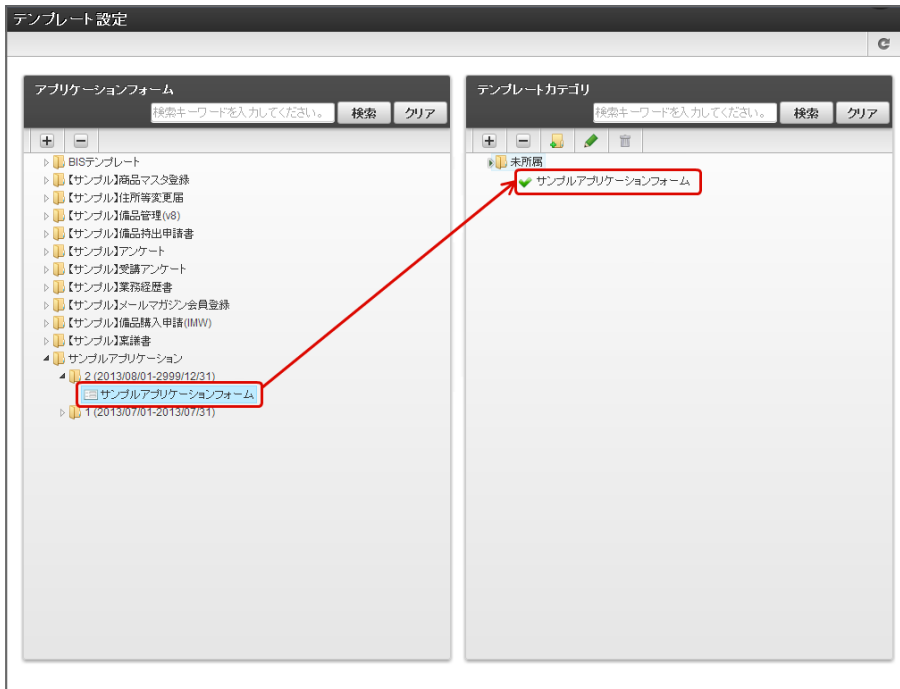 テンプレート設定
アプリケーションフォーム
検索キーワードを入力してください。 検索 クリア
BISテンプレート
【サンプル】商品マスタ登録
【サンプル】住所等変更届
【サンプル】備品管理(v8)
【サンプル】備品持出申請書
【サンプル】アンケート
【サンプル】受講アンケート
【サンプル】業務経歴書
【サンプル】メールマガジン会員登録
【サンプル】備品購入申請(IMW)
【サンプル】稟議書
サンプルアプリケーション
2 (2013/08/01-2999/12/31)
サンプルアプリケーションフォーム
1 (2013/07/01-2013/07/31)
テンプレートカテゴリ
検索キーワードを入力してください。 検索 クリア
未所属
サンプルアプリケーションフォーム